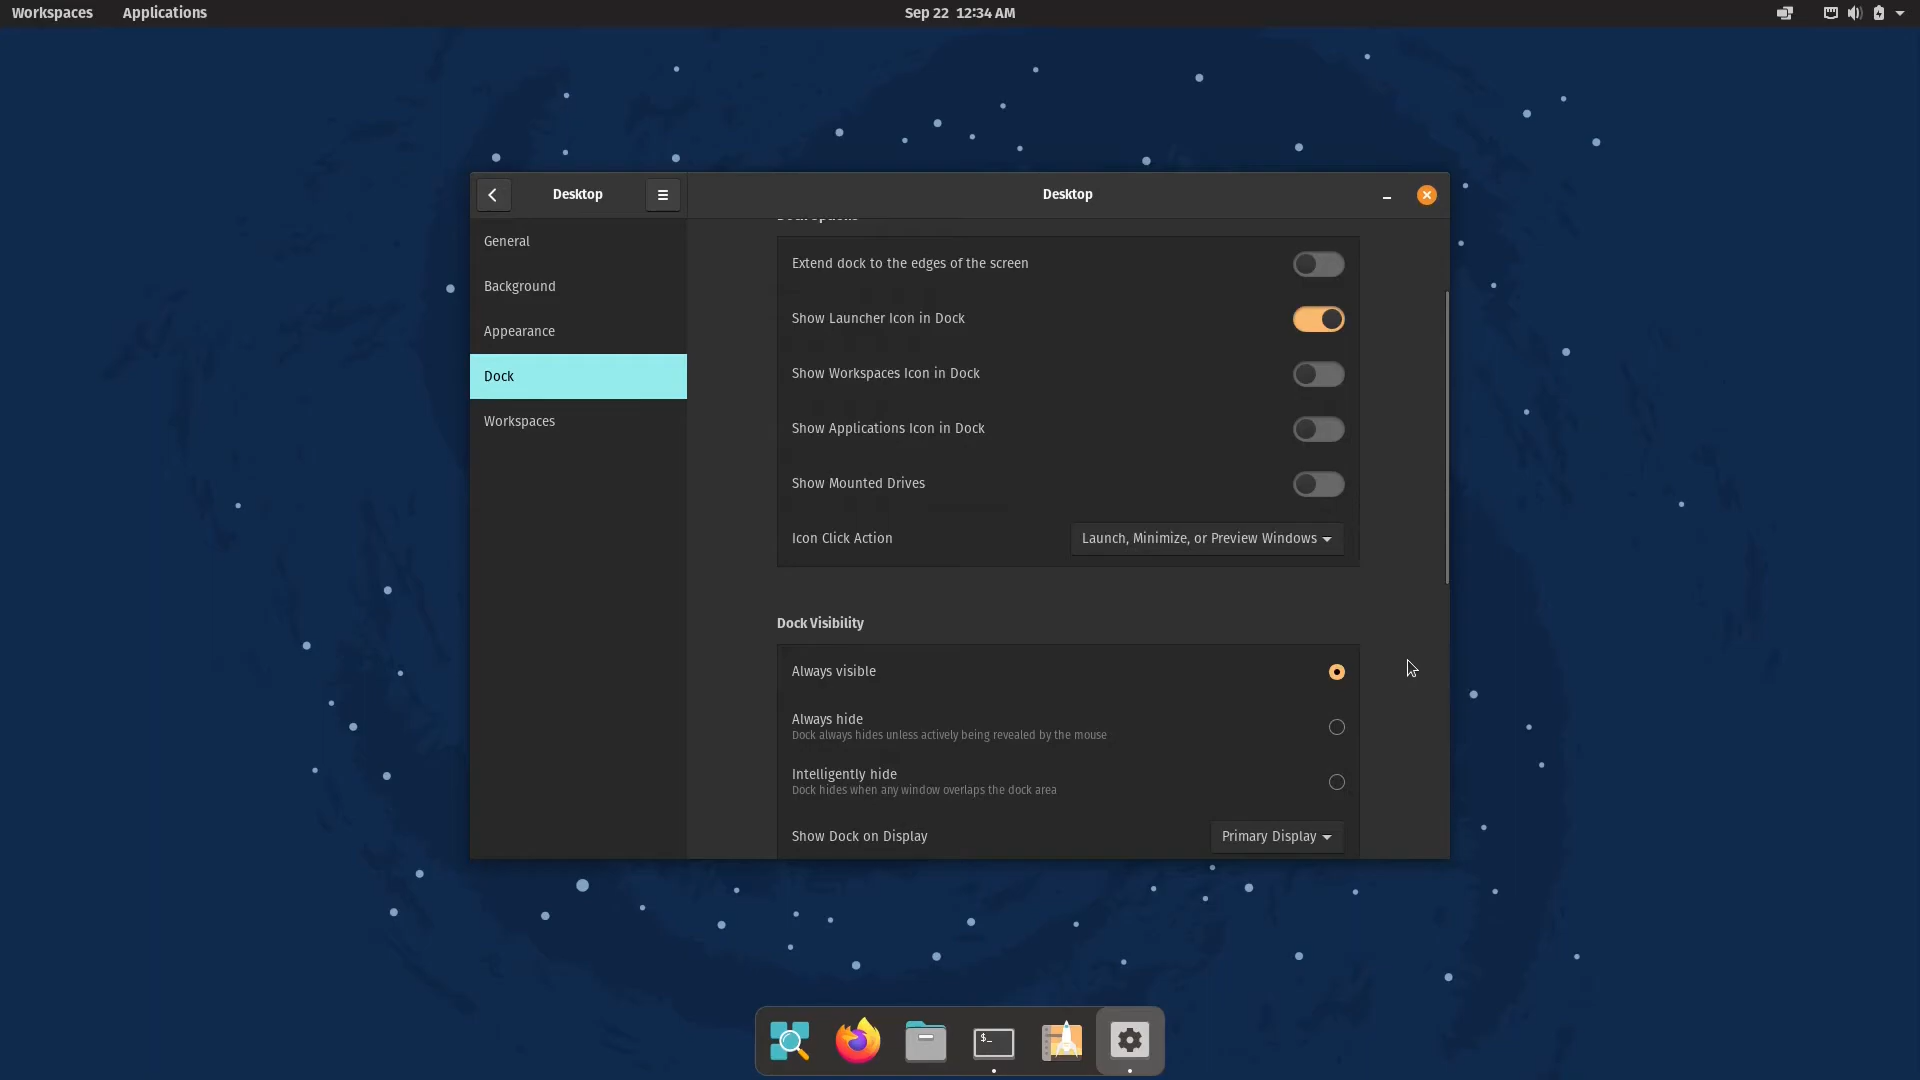 Workspaces
Applications
Sep 22 12:34 AM
Desktop
Desktop
General
Background
Appearance
Dock
Workspaces
Extend dock to the edges of the screen
Show Launcher Icon in Dock
Show Workspaces Icon in Dock
Show Applications Icon in Dock
Show Mounted Drives
Icon Click Action
Launch, Minimize, or Preview Windows
Dock Visibility
Always visible
Always hide
Dock always hides unless actively being revealed by the mouse
Intelligently hide
Dock hides when any window overlaps the dock area
Show Dock on Display
Primary Display
$_